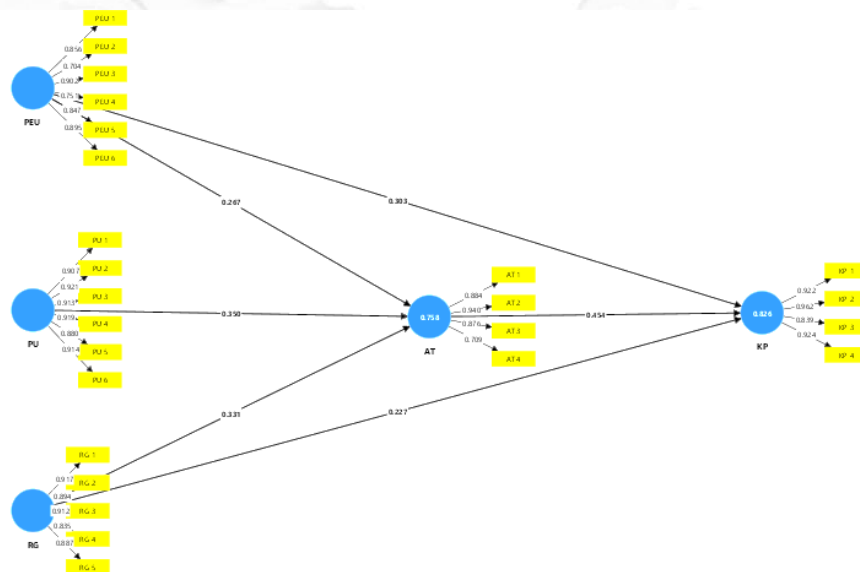 PEU 1
0.856
PEU 2
0.784
PEU 3
0.902
PEU 4
0.751
PEU 5
0.847
PEU 6
0.895
PEU
0.267
0.303
PU 1
0.907
PU 2
0.921
PU 3
0.913
PU 4
0.919
PU 5
0.880
PU 6
0.914
PU
0.350
AT 1
0.884
AT 2
0.940
AT 3
0.876
AT 4
0.709
0.758
AT
0.454
KP 1
0.922
KP 2
0.962
KP 3
0.839
KP 4
0.924
0.826
KP
0.331
0.227
RG 1
0.917
RG 2
0.894
RG 3
0.912
RG 4
0.835
RG 5
0.887
RG